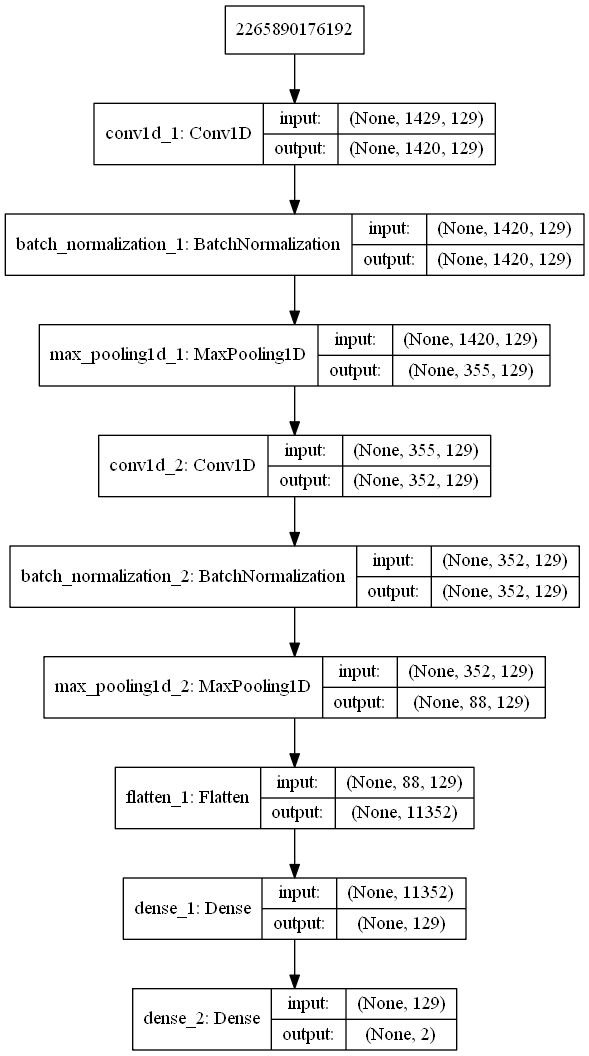 2265890176192
conv1d_1: Conv1D
input: (None, 1429, 129)
output: (None, 1420, 129)
batch_normalization_1: BatchNormalization
input: (None, 1420, 129)
output: (None, 1420, 129)
max_pooling1d_1: MaxPooling1D
input: (None, 1420, 129)
output: (None, 355, 129)
conv1d_2: Conv1D
input: (None, 355, 129)
output: (None, 352, 129)
batch_normalization_2: BatchNormalization
input: (None, 352, 129)
output: (None, 352, 129)
max_pooling1d_2: MaxPooling1D
input: (None, 352, 129)
output: (None, 88, 129)
flatten_1: Flatten
input: (None, 88, 129)
output: (None, 11352)
dense_1: Dense
input: (None, 11352)
output: (None, 129)
dense_2: Dense
input: (None, 129)
output: (None, 2)